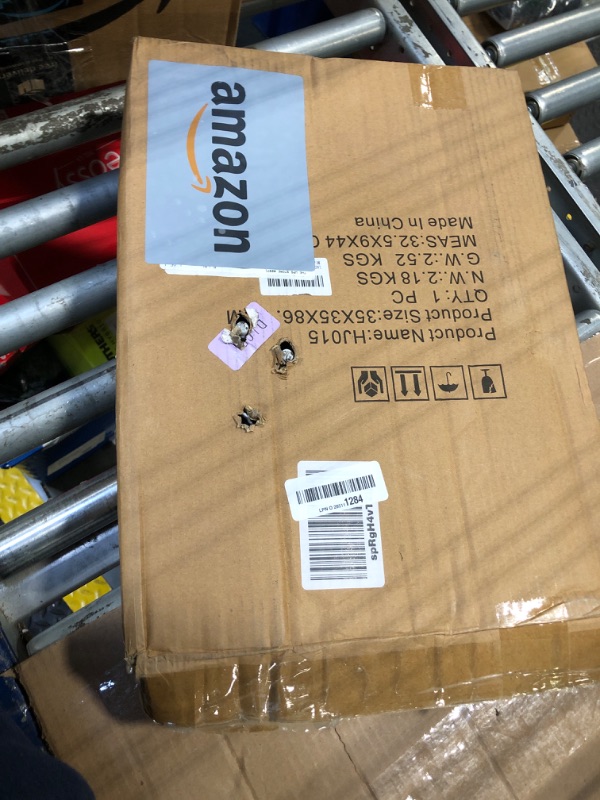 amazon
Product Name:HJ015
Product Size:35X35X86.
QTY: 1 PC
N.W.:2.18 KGS
G.W.:2.52 KGS
MEAS:32.5X9X44 C
Made In China
1284
spRgH4v1